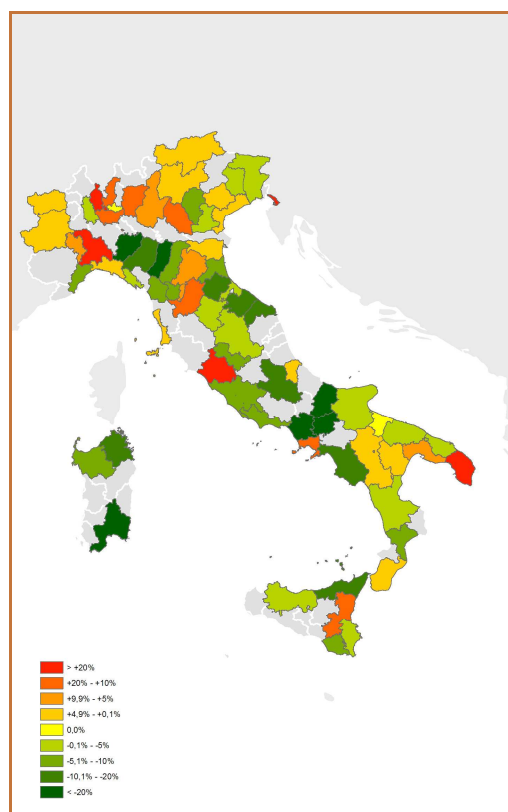 > +20%
+20% - +10%
+9,9% - +5%
+4,9% - +0,1%
0,0%
-0,1% - -5%
-5,1% - -10%
-10,1% - -20%
< -20%